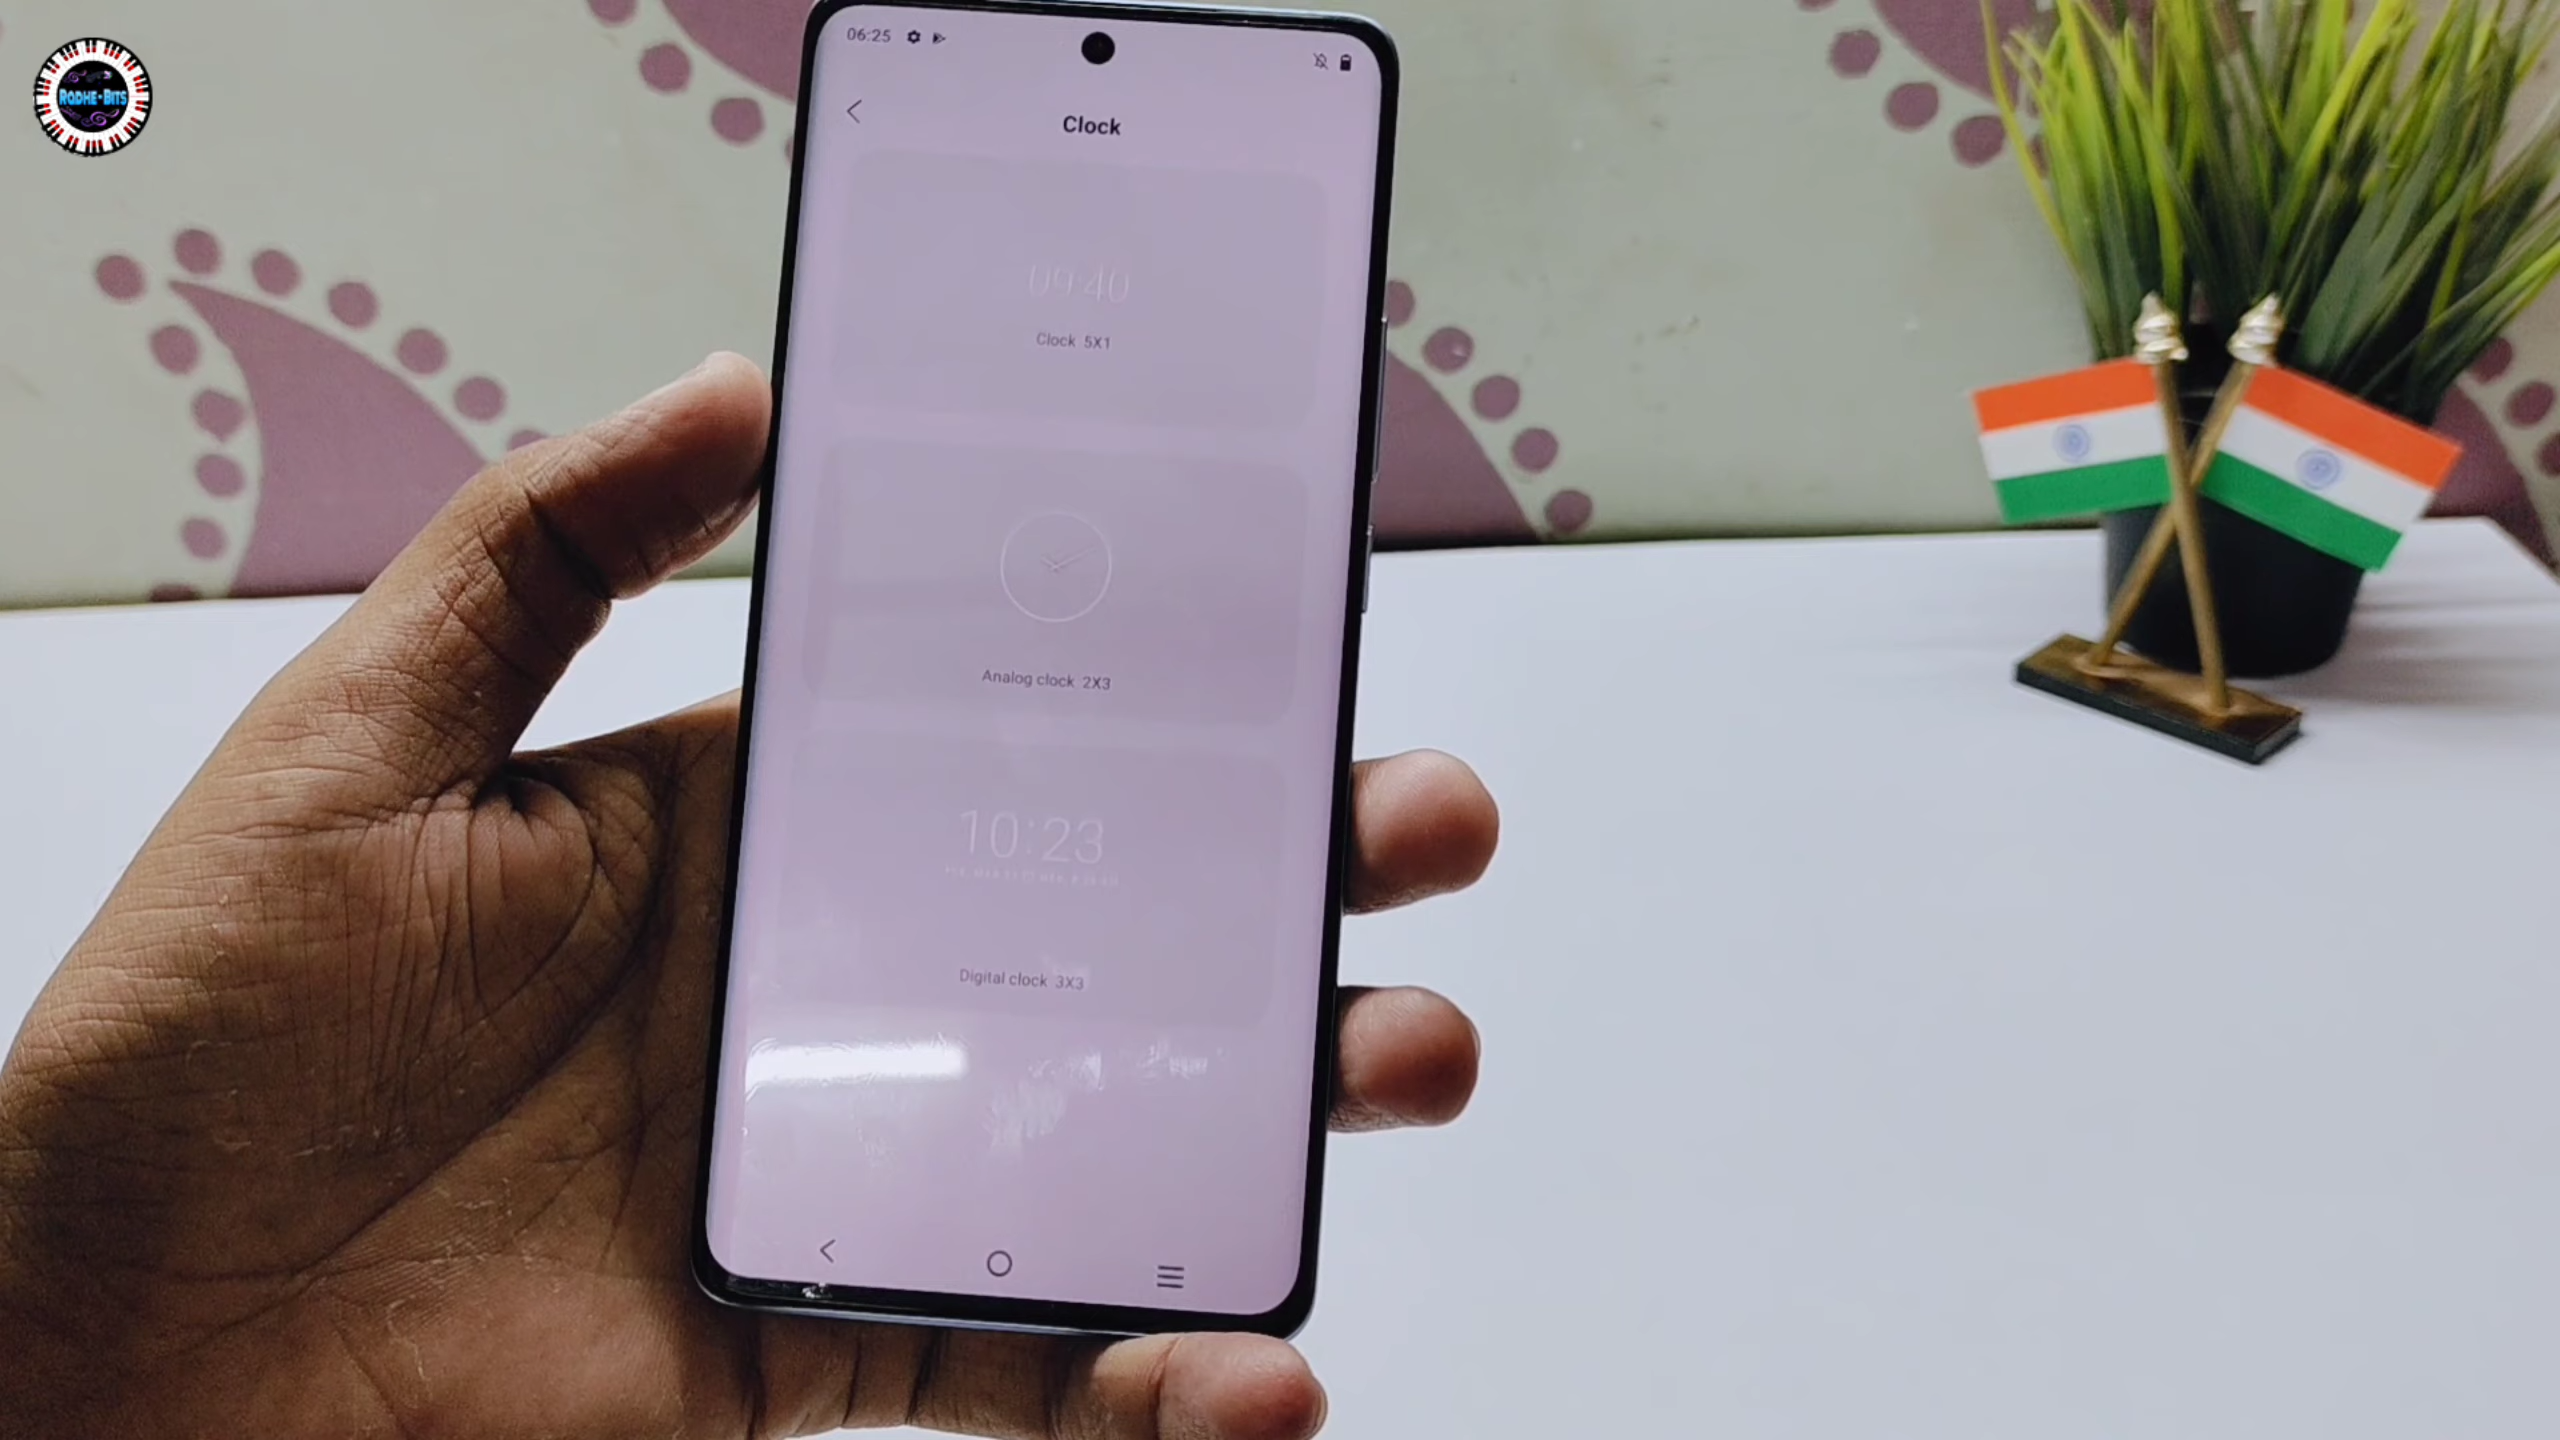 RADHE-BITS
06:25
Clock
09:40
Clock 5X1
Analog clock 2X3
10:23
Digital clock 3X3